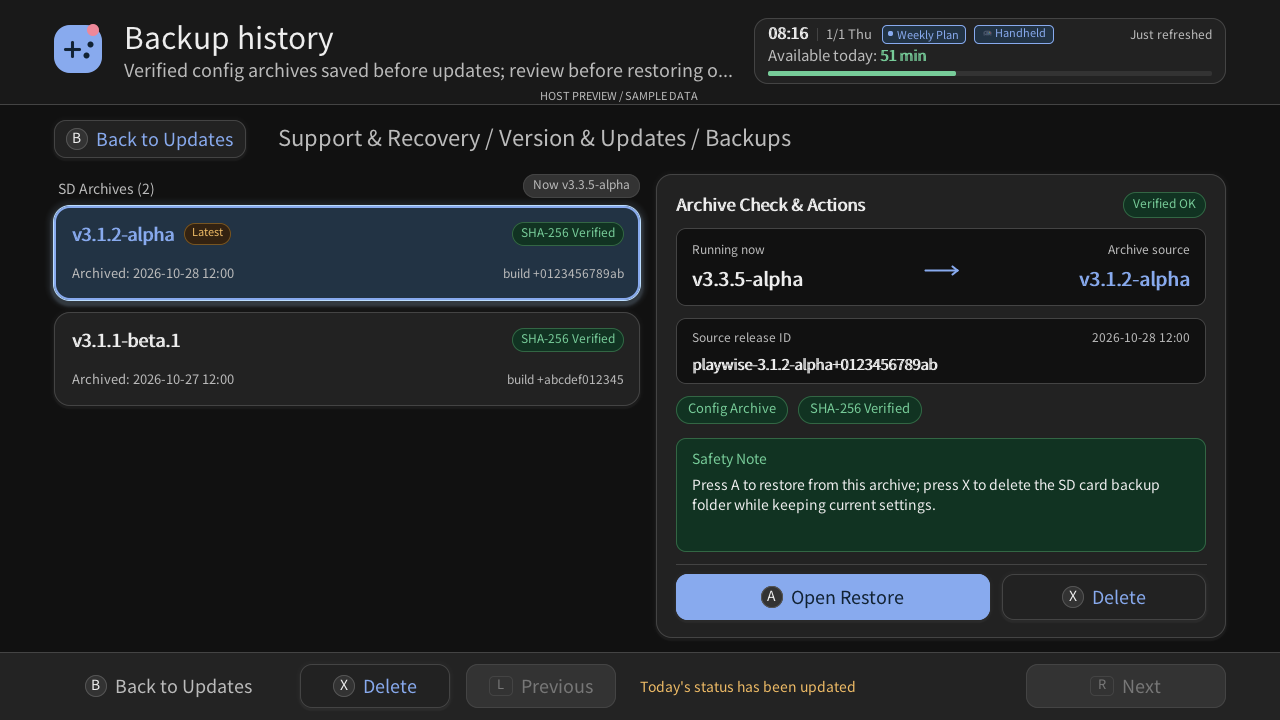 Backup history
Verified config archives saved before updates; review before restoring o...
08:16 1/1 Thu Weekly Plan Handheld Just refreshed
Available today: 51 min
HOST PREVIEW / SAMPLE DATA
B Back to Updates
Support & Recovery / Version & Updates / Backups
SD Archives (2)
Now v3.3.5-alpha
v3.1.2-alpha Latest SHA-256 Verified
Archived: 2026-10-28 12:00 build +0123456789ab
v3.1.1-beta.1 SHA-256 Verified
Archived: 2026-10-27 12:00 build +abcdef012345
Archive Check & Actions Verified OK
Running now Archive source
v3.3.5-alpha → v3.1.2-alpha
Source release ID 2026-10-28 12:00
playwise-3.1.2-alpha+0123456789ab
Config Archive SHA-256 Verified
Safety Note
Press A to restore from this archive; press X to delete the SD card backup
folder while keeping current settings.
A Open Restore X Delete
B Back to Updates X Delete L Previous Today's status has been updated R Next